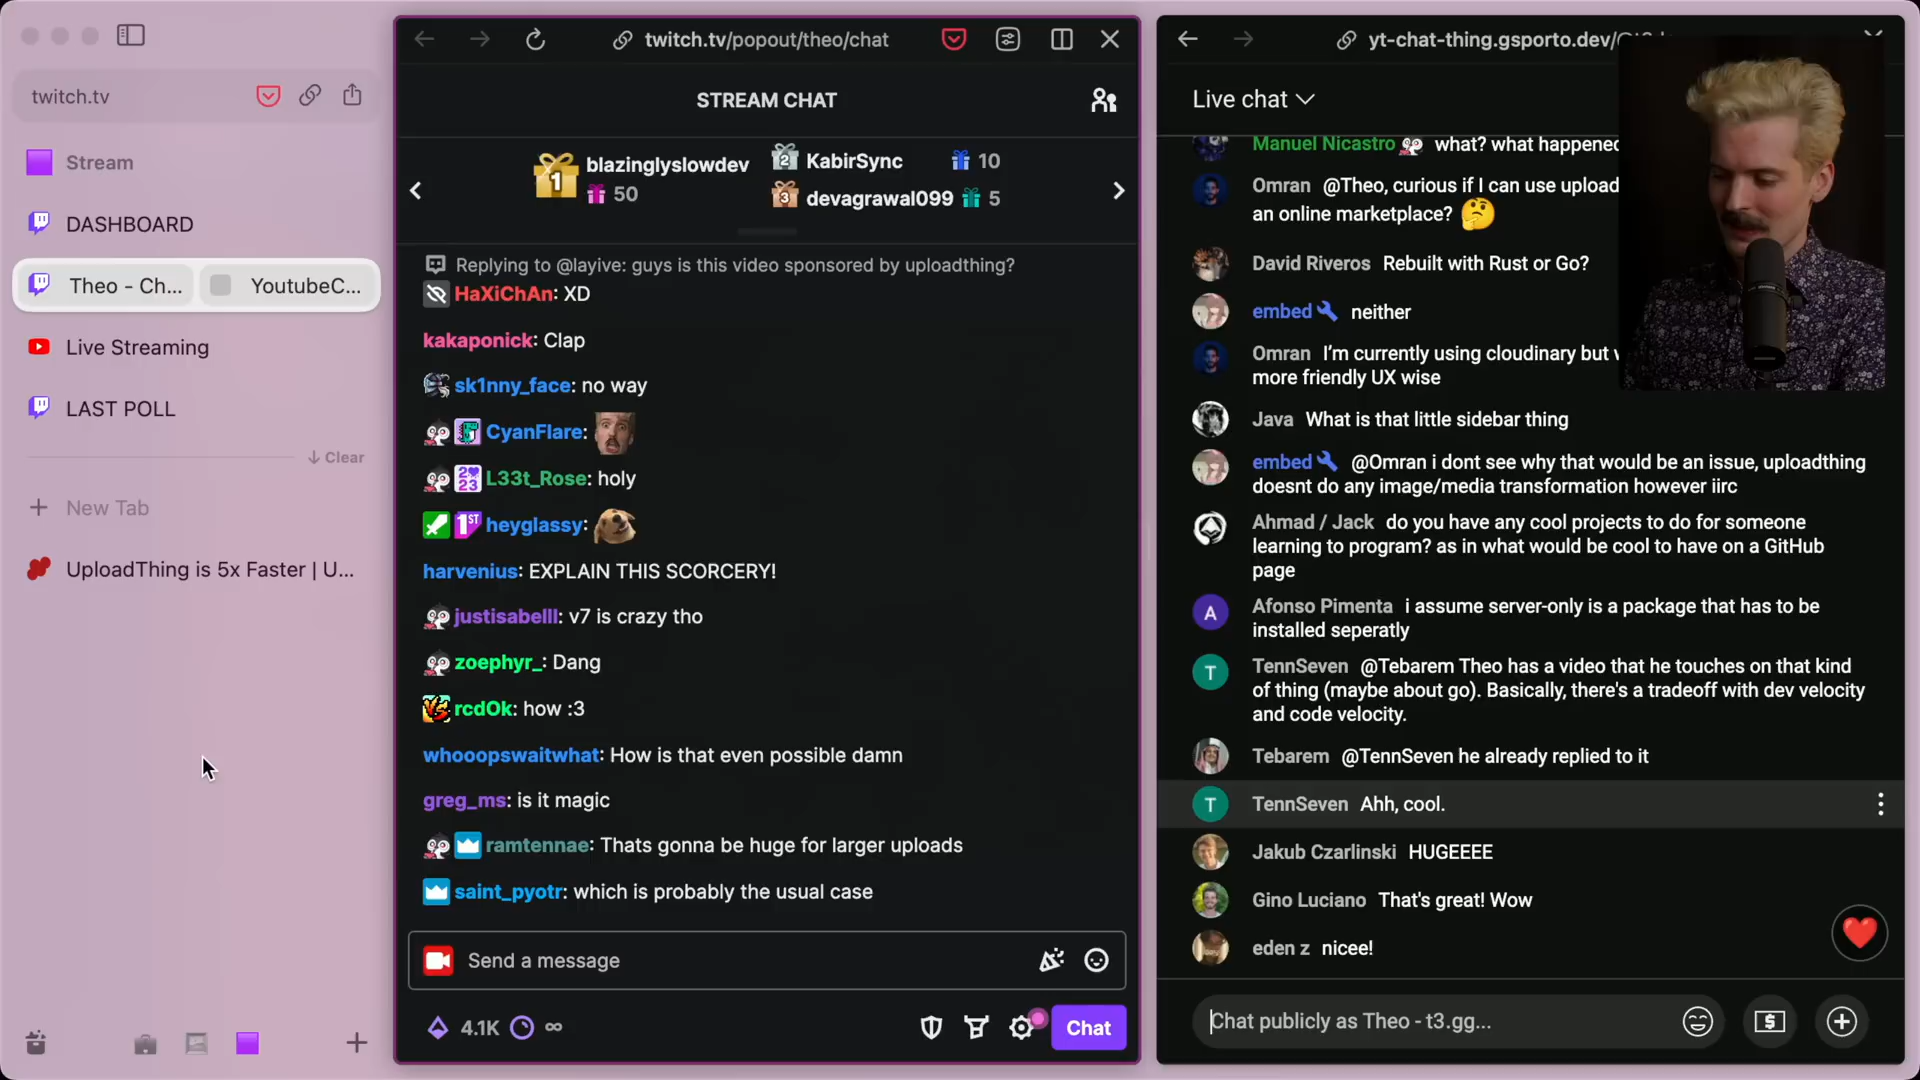 twitch.tv
Stream
DASHBOARD
Theo - Ch...
YoutubeC...
Live Streaming
LAST POLL
Clear
New Tab
UploadThing is 5x Faster | U...
twitch.tv/popout/theo/chat
STREAM CHAT
1
blazinglyslowdev
50
2
KabirSync
10
3
devagrawal099
5
Replying to @layive: guys is this video sponsored by uploadthing?
HaXiChAn: XD
kakaponick: Clap
sk1nny_face: no way
CyanFlare:
L33t_Rose: holy
1ST heyglassy:
harvenius: EXPLAIN THIS SCORCERY!
justisabelll: v7 is crazy tho
zoephyr_: Dang
rcdOk: how :3
whooopswaitwhat: How is that even possible damn
greg_ms: is it magic
ramtennae: Thats gonna be huge for larger uploads
saint_pyotr: which is probably the usual case
Send a message
4.1K
∞
Chat
yt-chat-thing.gsporto.dev/
Live chat
Manuel Nicastro what? what happened
Omran @Theo, curious if I can use upload
an online marketplace?
David Riveros Rebuilt with Rust or Go?
embed neither
Omran I'm currently using cloudinary but
more friendly UX wise
Java What is that little sidebar thing
embed @Omran i dont see why that would be an issue, uploadthing
doesnt do any image/media transformation however iirc
Ahmad / Jack do you have any cool projects to do for someone
learning to program? as in what would be cool to have on a GitHub
page
A
Afonso Pimenta i assume server-only is a package that has to be
installed seperatly
T
TennSeven @Tebarem Theo has a video that he touches on that kind
of thing (maybe about go). Basically, there's a tradeoff with dev velocity
and code velocity.
Tebarem @TennSeven he already replied to it
T
TennSeven Ahh, cool.
Jakub Czarlinski HUGEEEE
Gino Luciano That's great! Wow
eden z nicee!
Chat publicly as Theo - t3.gg...